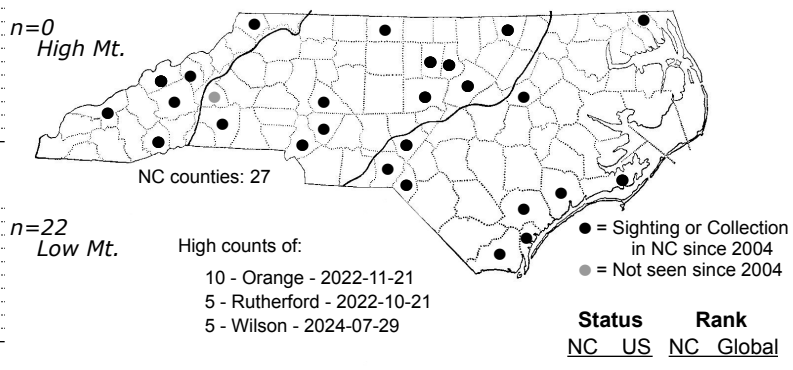 n=0
High Mt.
NC counties: 27
n=22
Low Mt.
High counts of:
10 - Orange - 2022-11-21
5 - Rutherford - 2022-10-21
5 - Wilson - 2024-07-29
● = Sighting or Collection
in NC since 2004
● = Not seen since 2004
Status Rank
NC US NC Global